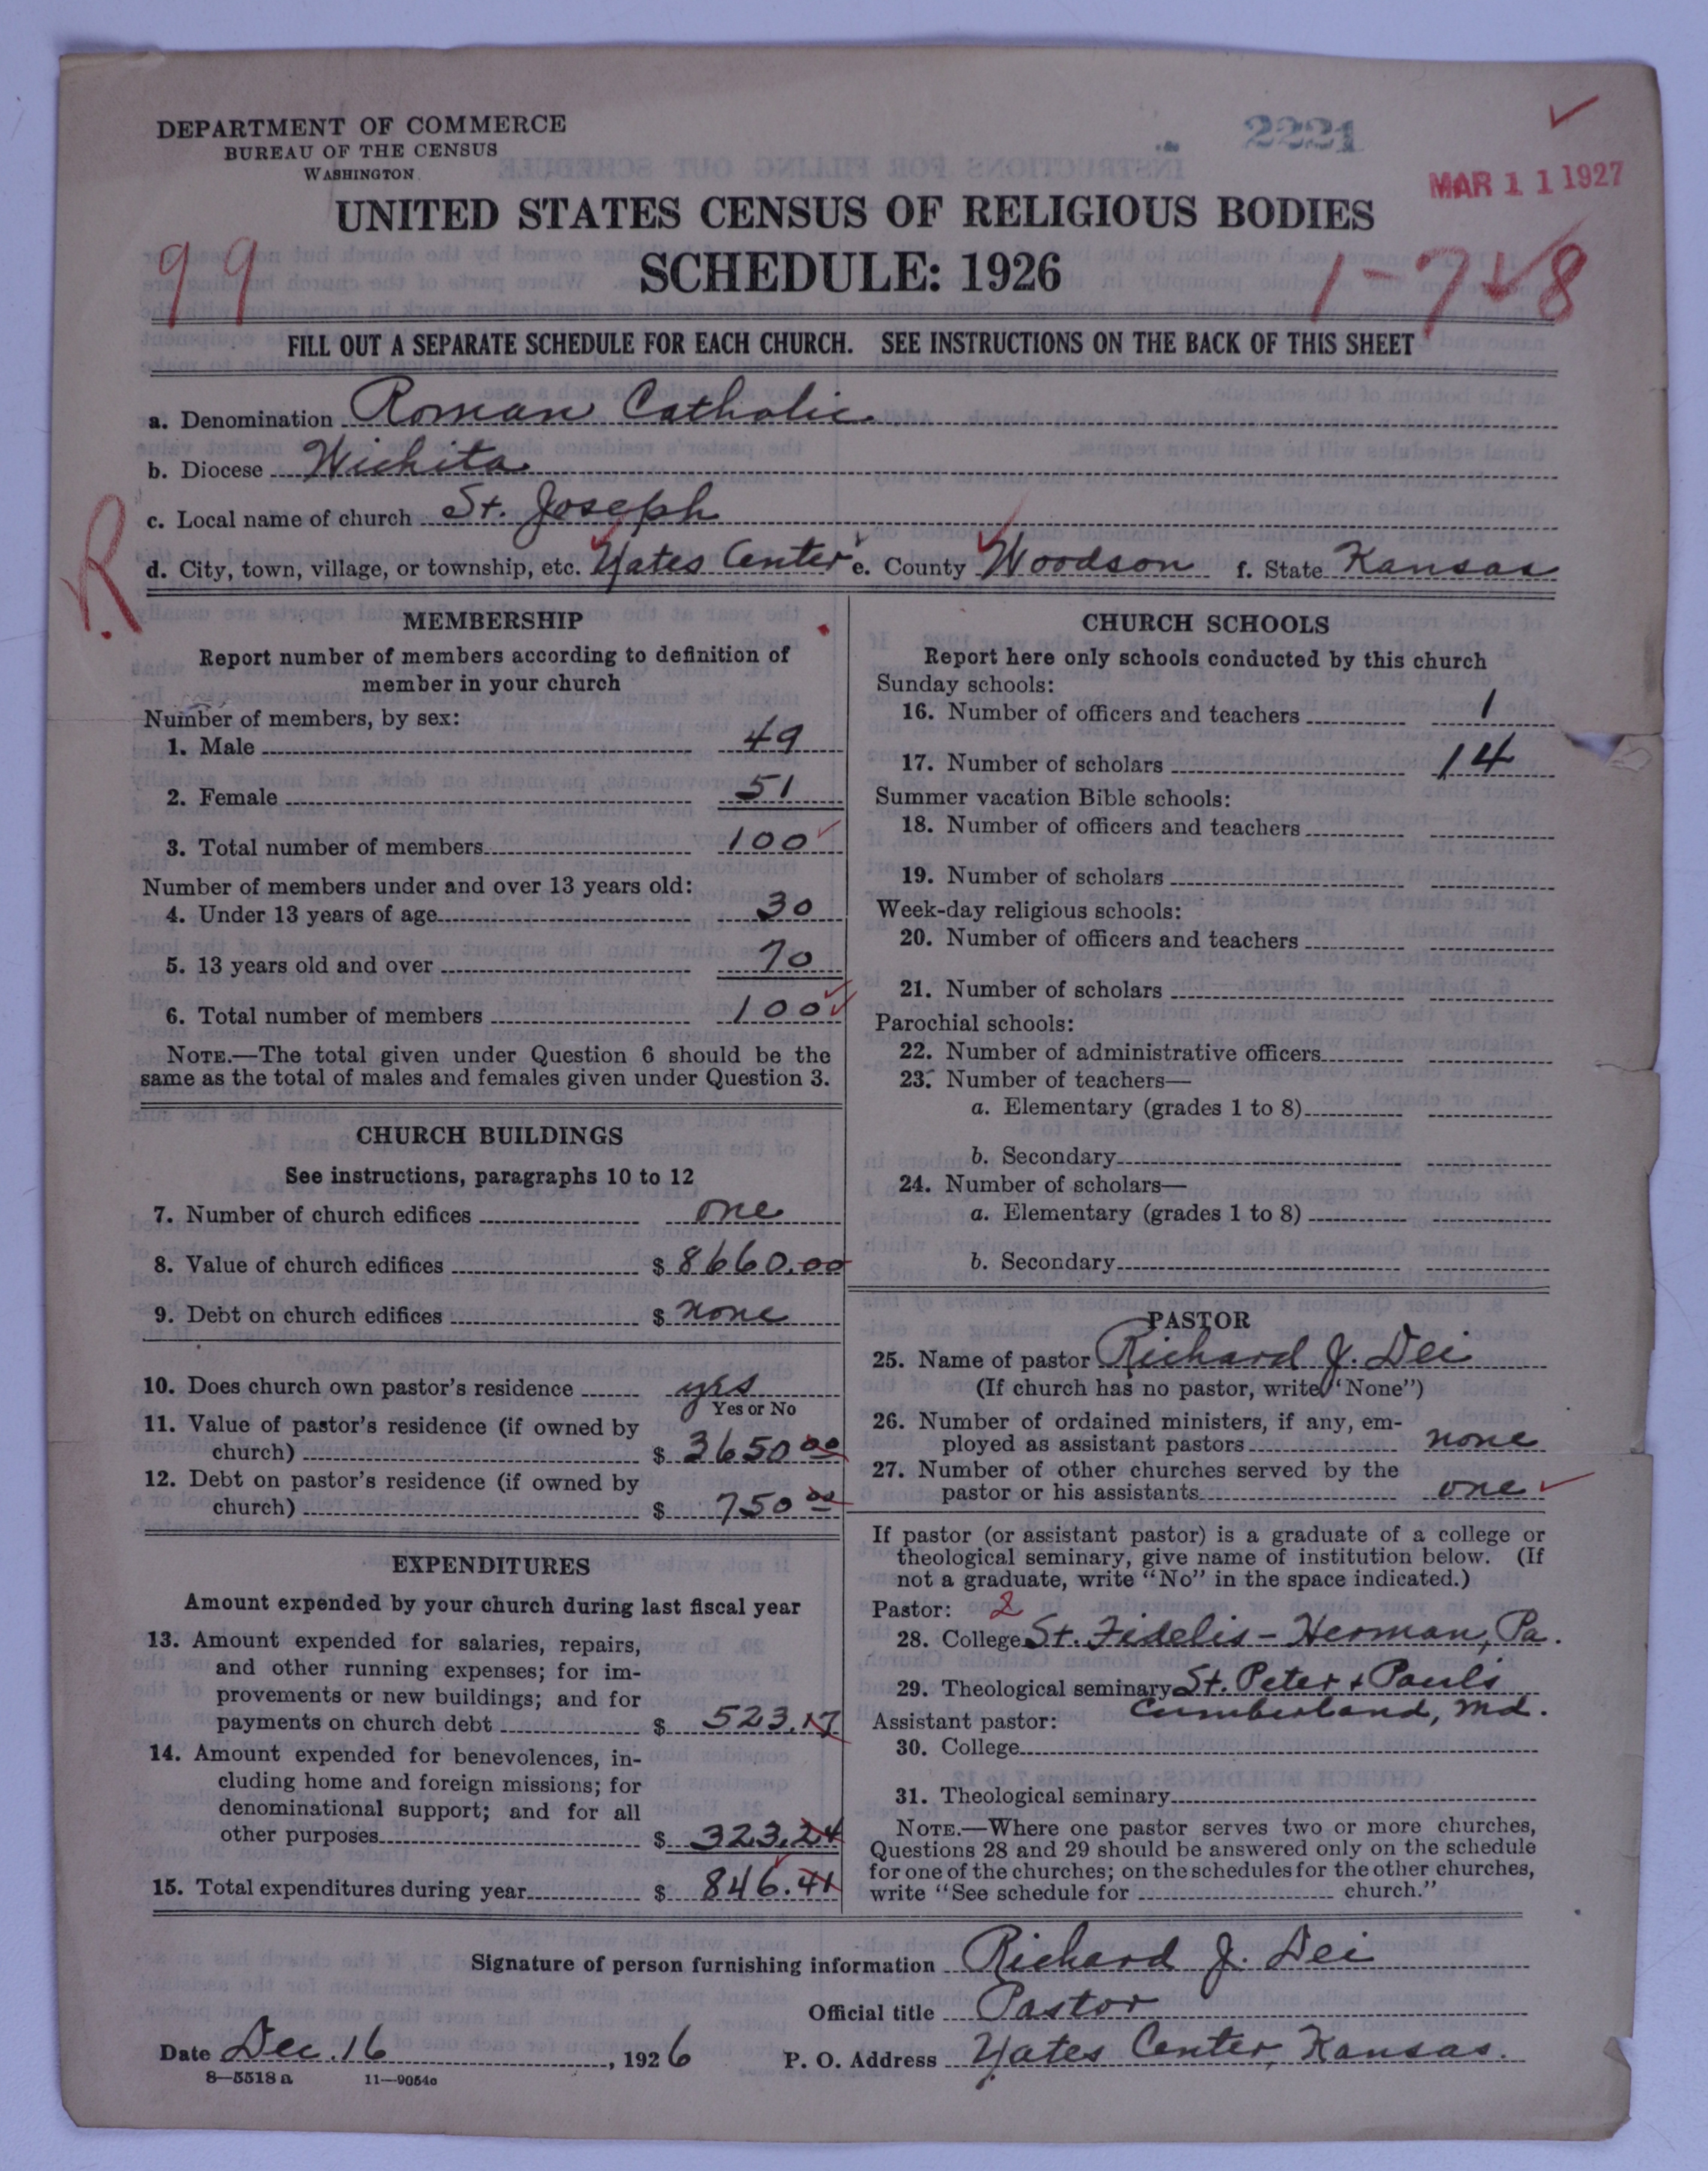 DEPARTMENT OF COMMERCE
BUREAU OF THE CENSUS
WASHINGTON
2221
MAR 11 1927
UNITED STATES CENSUS OF RELIGIOUS BODIES
SCHEDULE: 1926
99
1-7-8
FILL OUT A SEPARATE SCHEDULE FOR EACH CHURCH. SEE INSTRUCTIONS ON THE BACK OF THIS SHEET
a. Denomination Roman Catholic
b. Diocese Wichita
c. Local name of church St. Joseph
R
d. City, town, village, or township, etc. Yates Center e. County Woodson f. State Kansas
MEMBERSHIP
Report number of members according to definition of
member in your church
Number of members, by sex:
1. Male 49
2. Female 51
3. Total number of members 100
Number of members under and over 13 years old:
4. Under 13 years of age 30
5. 13 years old and over 70
6. Total number of members 100
NOTE.—The total given under Question 6 should be the
same as the total of males and females given under Question 3.
CHURCH BUILDINGS
See instructions, paragraphs 10 to 12
7. Number of church edifices one
8. Value of church edifices $ 8660.00
9. Debt on church edifices $ none
10. Does church own pastor's residence yes
Yes or No
11. Value of pastor's residence (if owned by
church) $ 3650 00
12. Debt on pastor's residence (if owned by
church) $ 750 00
EXPENDITURES
Amount expended by your church during last fiscal year
13. Amount expended for salaries, repairs,
and other running expenses; for im-
provements or new buildings; and for
payments on church debt $ 523.17
14. Amount expended for benevolences, in-
cluding home and foreign missions; for
denominational support; and for all
other purposes $ 323.24
15. Total expenditures during year $ 846.41
CHURCH SCHOOLS
Report here only schools conducted by this church
Sunday schools:
16. Number of officers and teachers 1
17. Number of scholars 14
Summer vacation Bible schools:
18. Number of officers and teachers
19. Number of scholars
Week-day religious schools:
20. Number of officers and teachers
21. Number of scholars
Parochial schools:
22. Number of administrative officers
23. Number of teachers—
a. Elementary (grades 1 to 8)
b. Secondary
24. Number of scholars—
a. Elementary (grades 1 to 8)
b. Secondary
PASTOR
25. Name of pastor Richard J. Dei
(If church has no pastor, write "None")
26. Number of ordained ministers, if any, em-
ployed as assistant pastors none
27. Number of other churches served by the
pastor or his assistants one
If pastor (or assistant pastor) is a graduate of a college or
theological seminary, give name of institution below. (If
not a graduate, write "No" in the space indicated.)
Pastor: 2
28. College St. Fidelis - Herman, Pa.
29. Theological seminary St. Peter + Paul's
Cumberland, Md.
Assistant pastor:
30. College
31. Theological seminary
NOTE.—Where one pastor serves two or more churches,
Questions 28 and 29 should be answered only on the schedule
for one of the churches; on the schedules for the other churches,
write "See schedule for church."
Signature of person furnishing information Richard J. Dei
Official title Pastor
Date Dec. 16, 1926 P. O. Address Yates Center, Kansas.
8—5518 a 11—9054a